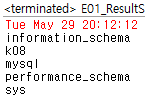 <terminated> E01_ResultS
Tue May 29 20:12:12
information_schema
k08
mysql
performance_schema
sys